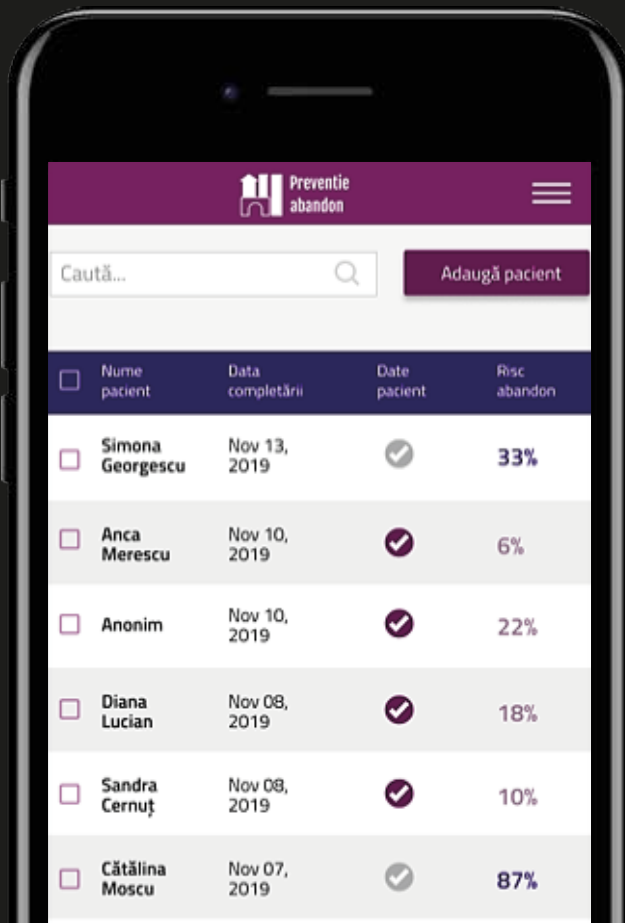 Preventie
abandon
Caută...
Adaugă pacient
Nume pacient Data completării Date pacient Risc abandon
Simona Georgescu Nov 13, 2019 33%
Anca Merescu Nov 10, 2019 6%
Anonim Nov 10, 2019 22%
Diana Lucian Nov 08, 2019 18%
Sandra Cernuț Nov 08, 2019 10%
Cătălina Moscu Nov 07, 2019 87%